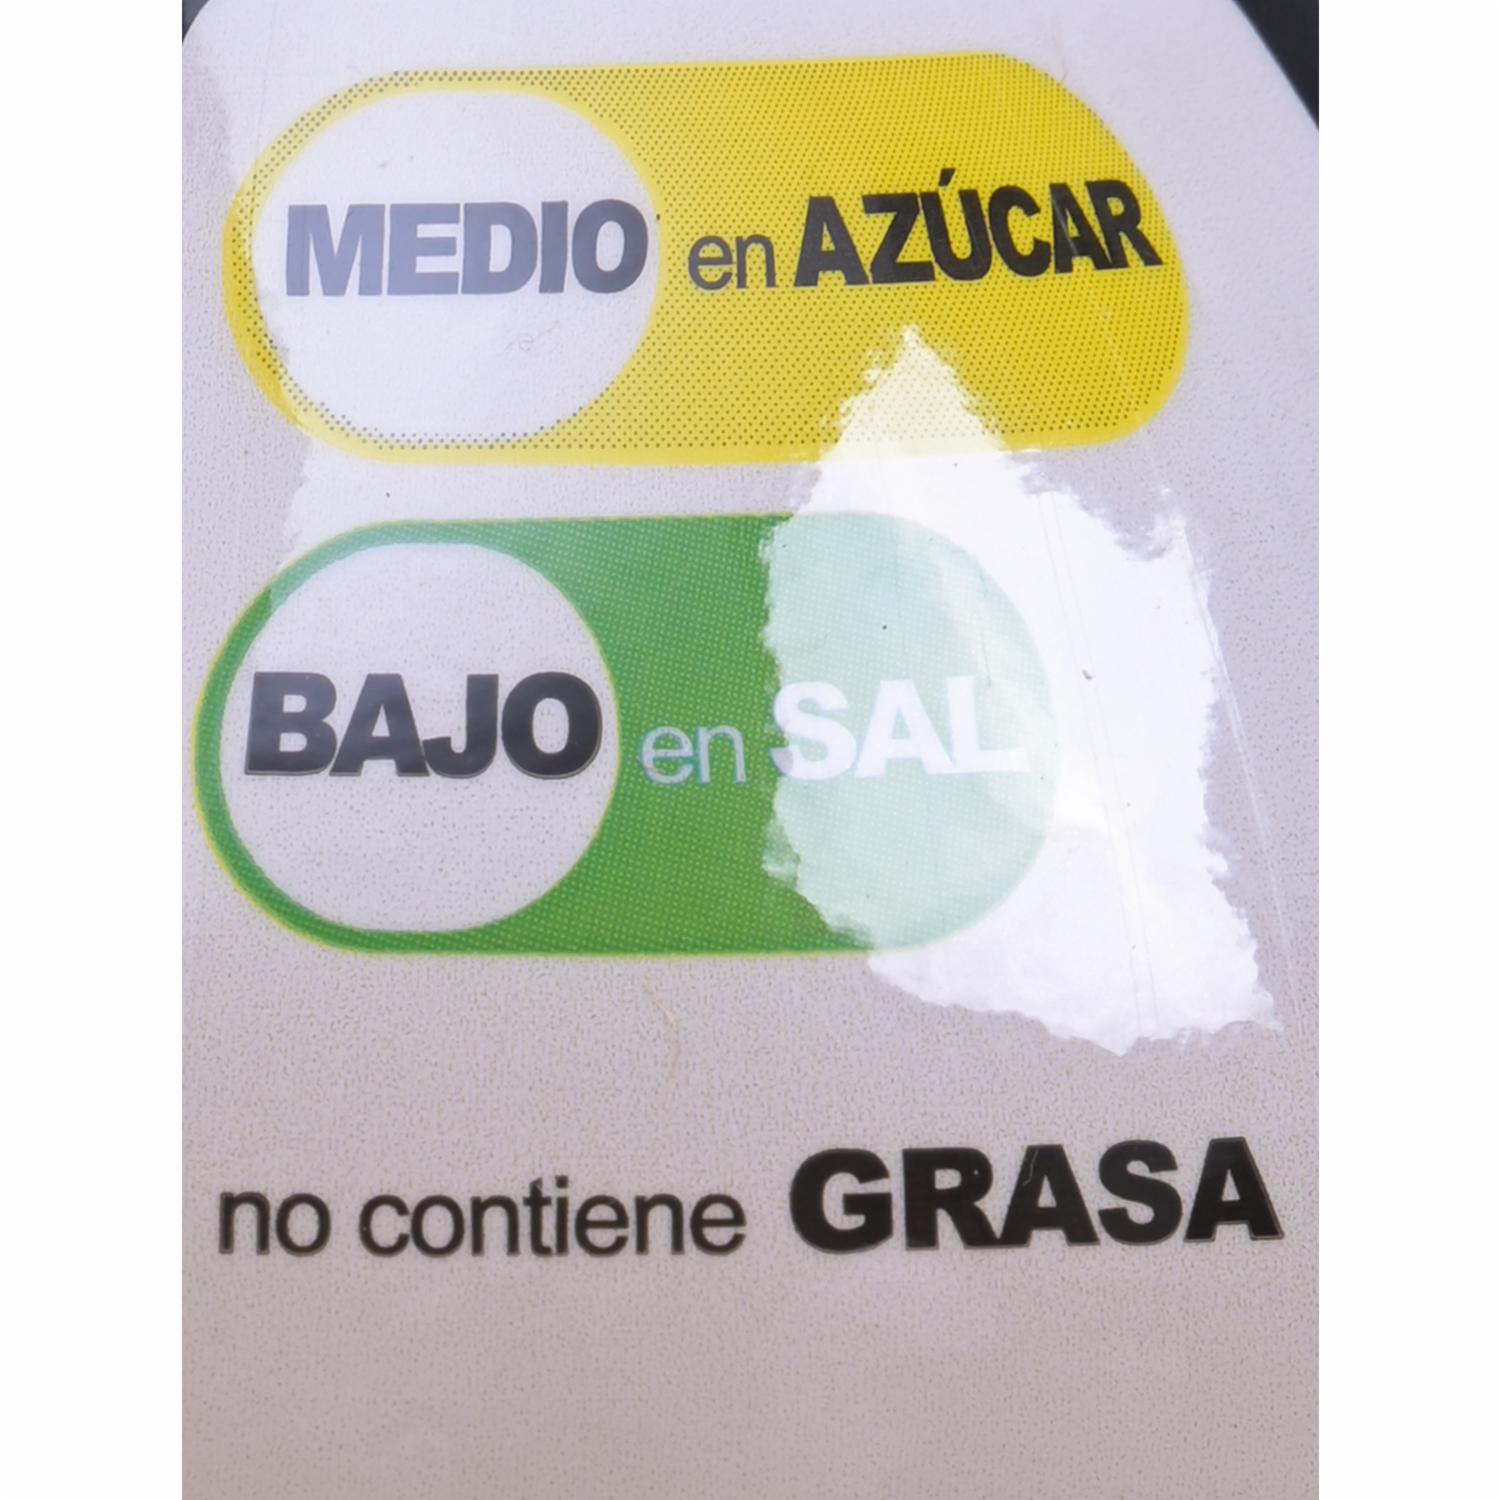 MEDIO en AZÚCAR
BAJO en SAL
no contiene GRASA